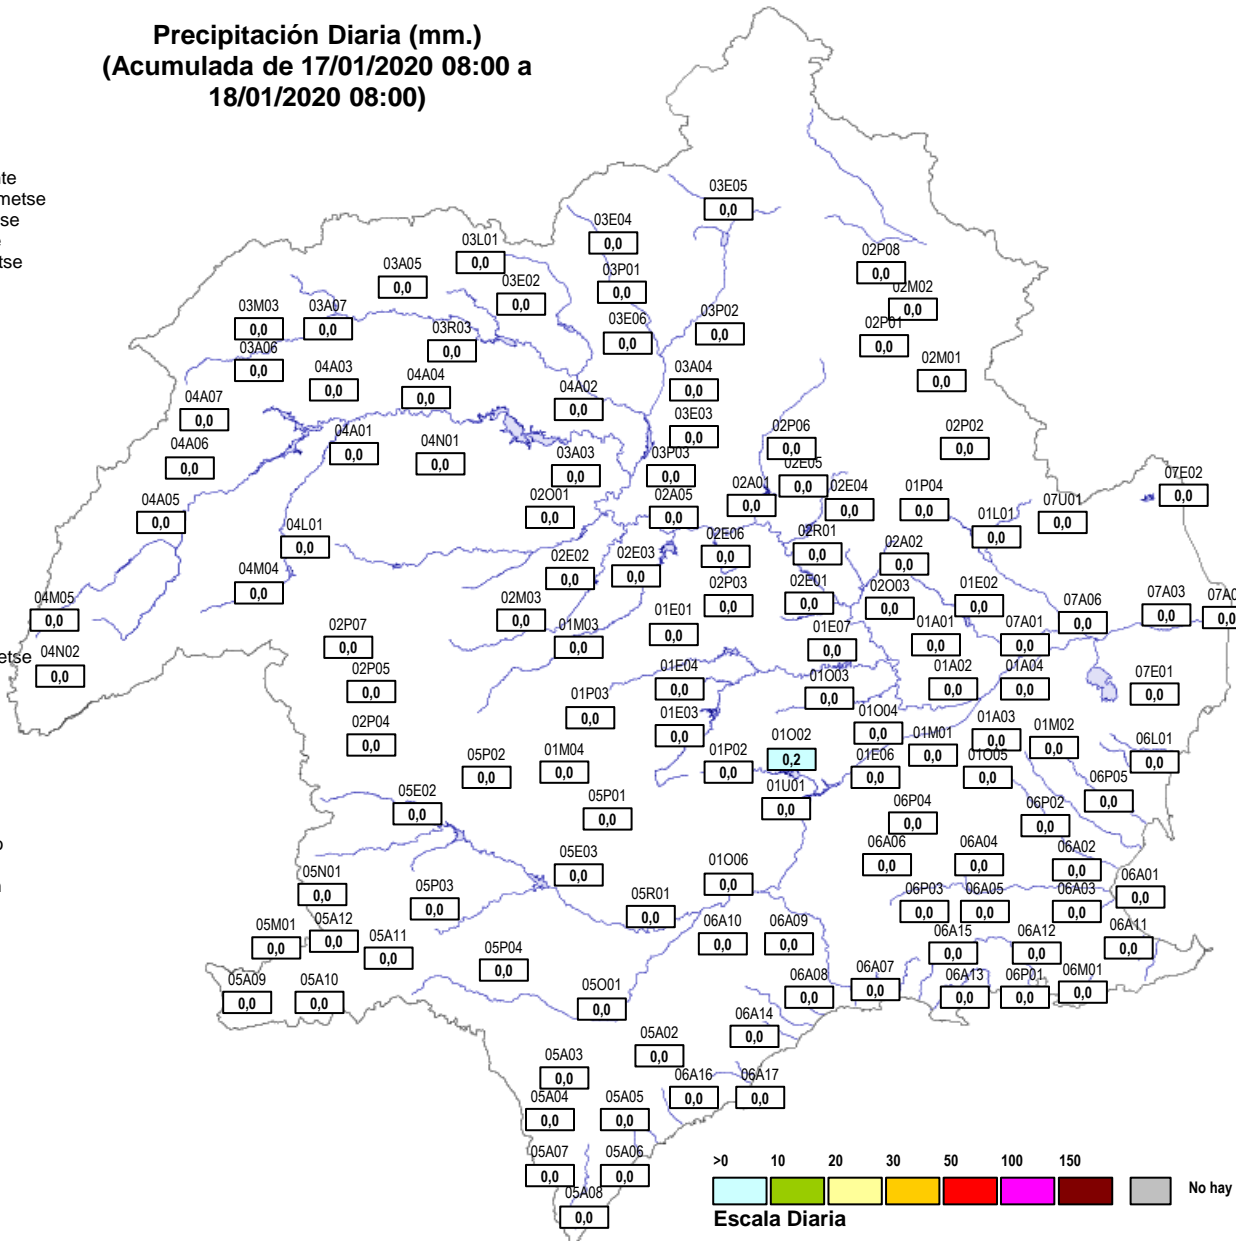 Precipitación Diaria (mm.)
(Acumulada de 17/01/2020 08:00 a
18/01/2020 08:00)
03E05
0,0
03E04
0,0
03L01
0,0
02P08
0,0
03A05
0,0
03P01
0,0
03E02
0,0
02M02
0,0
03M03
0,0
03A07
0,0
03P02
0,0
03E06
0,0
03R03
0,0
02P01
0,0
03A06
0,0
02M01
0,0
04A03
0,0
04A04
0,0
03A04
0,0
04A02
0,0
04A07
0,0
03E03
0,0
04A01
0,0
04N01
0,0
02P06
0,0
02P02
0,0
04A06
0,0
03A03
0,0
03P03
0,0
02E05
0,0
07E02
0,0
04A05
0,0
02O01
0,0
02A05
0,0
02A01
0,0
02E04
0,0
01P04
0,0
07U01
0,0
01L01
0,0
04L01
0,0
02E06
0,0
02R01
0,0
02A02
0,0
02E02
0,0
02E03
0,0
04M04
0,0
04M05
0,0
02M03
0,0
02P03
0,0
02E01
0,0
02O03
0,0
01E02
0,0
07A06
0,0
07A03
0,0
07A0
0,0
02P07
0,0
01M03
0,0
01E01
0,0
01E07
0,0
01A01
0,0
07A01
0,0
etse
04N02
0,0
02P05
0,0
01E04
0,0
01O03
0,0
01A02
0,0
01A04
0,0
07E01
0,0
01P03
0,0
02P04
0,0
01E03
0,0
01O04
0,0
01M01
0,0
01A03
0,0
01M02
0,0
06L01
0,0
05P02
0,0
01M04
0,0
01P02
0,0
01O02
0,2
01E06
0,0
01O05
0,0
05E02
0,0
05P01
0,0
01U01
0,0
06P04
0,0
06P02
0,0
06P05
0,0
05E03
0,0
06A06
0,0
06A04
0,0
06A02
0,0
05N01
0,0
05P03
0,0
01O06
0,0
06A01
0,0
05R01
0,0
06P03
0,0
06A05
0,0
06A03
0,0
05M01
0,0
05A12
0,0
05A11
0,0
06A10
0,0
06A09
0,0
06A15
0,0
06A12
0,0
06A11
0,0
05A09
0,0
05A10
0,0
05P04
0,0
05O01
0,0
06A08
0,0
06A07
0,0
06A13
0,0
06P01
0,0
06M01
0,0
05A02
0,0
06A14
0,0
05A03
0,0
06A16
0,0
06A17
0,0
05A04
0,0
05A05
0,0
05A07
0,0
05A06
0,0
05A08
0,0
>0 10 20 30 50 100 150
No hay
Escala Diaria